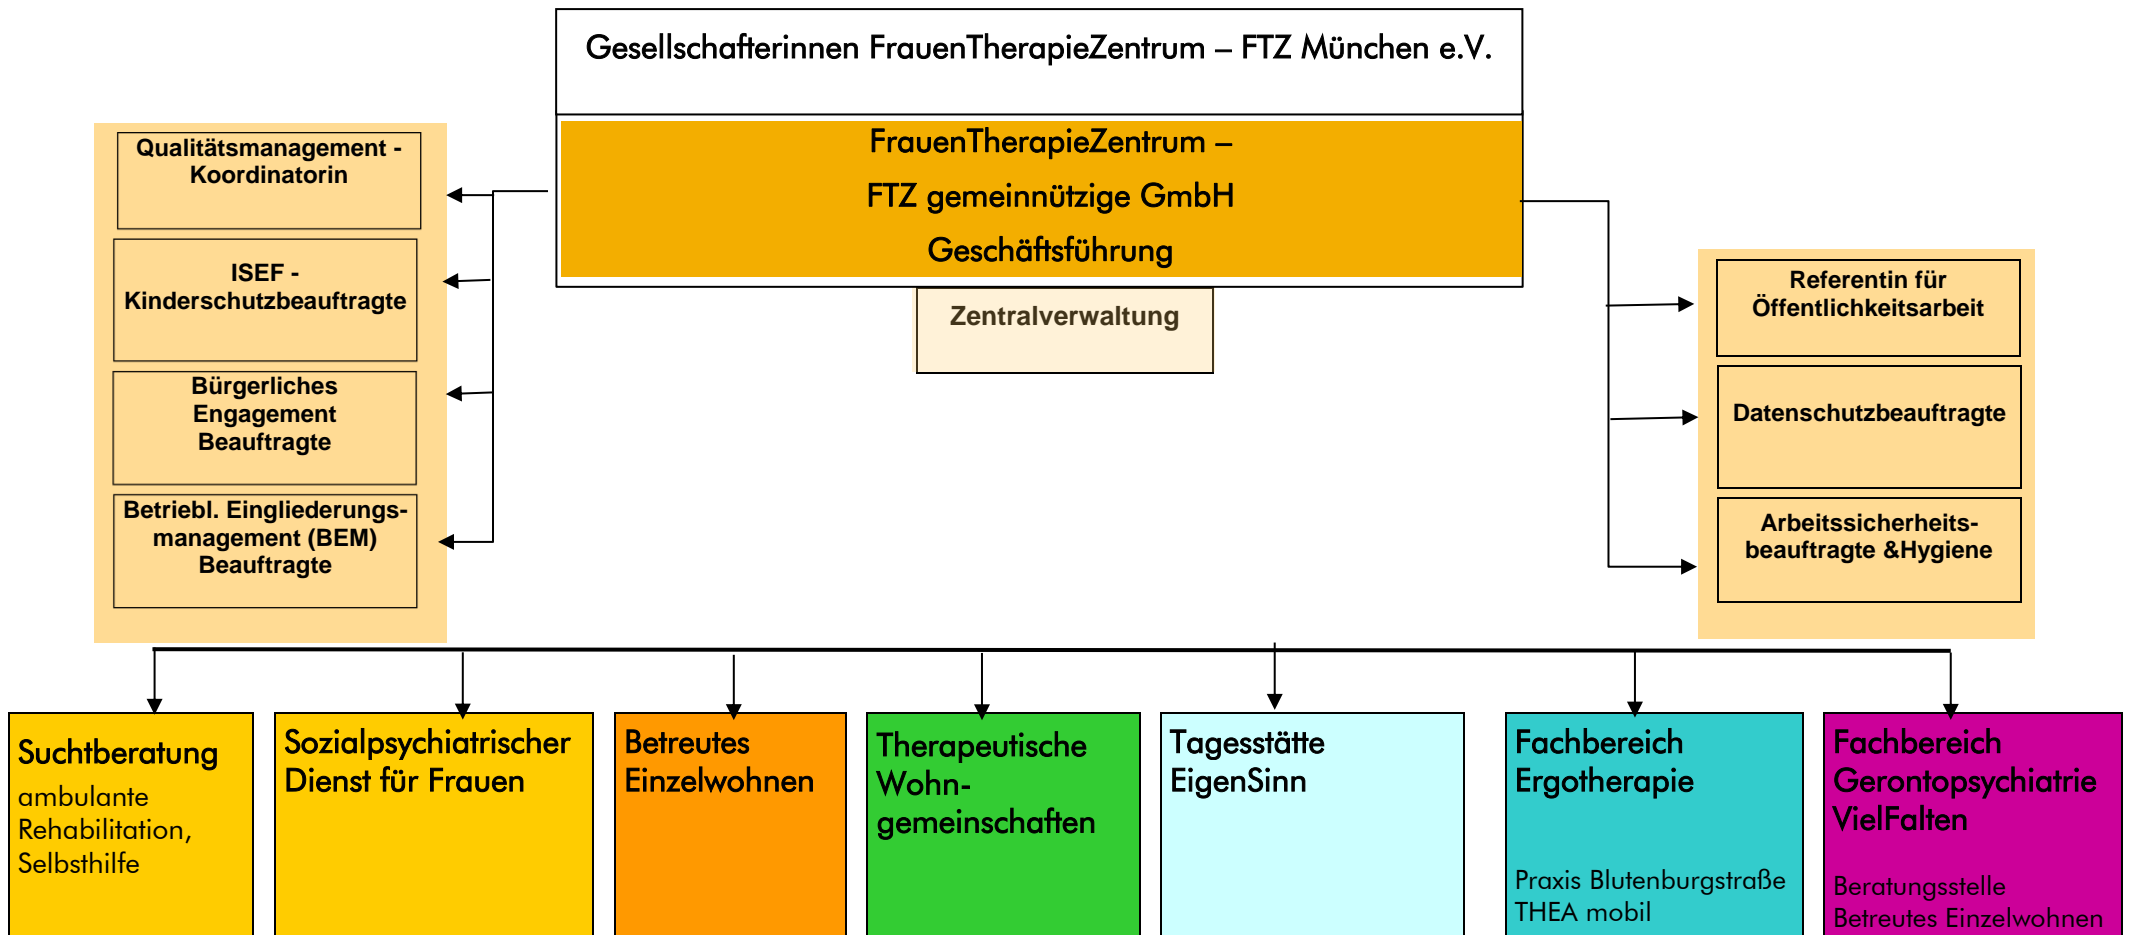 Gesellschafterinnen FrauenTherapieZentrum – FTZ München e.V.
FrauenTherapieZentrum –
FTZ gemeinnützige GmbH
Geschäftsführung
Zentralverwaltung
Qualitätsmanagement -
Koordinatorin
ISEF -
Kinderschutzbeauftragte
Bürgerliches
Engagement
Beauftragte
Betriebl. Eingliederungs-
management (BEM)
Beauftragte
Referentin für
Öffentlichkeitsarbeit
Datenschutzbeauftragte
Arbeitssicherheits-
beauftragte &Hygiene
Suchtberatung
ambulante
Rehabilitation,
Selbsthilfe
Sozialpsychiatrischer
Dienst für Frauen
Betreutes
Einzelwohnen
Therapeutische
Wohn-
gemeinschaften
Tagesstätte
EigenSinn
Fachbereich
Ergotherapie
Praxis Blutenburgstraße
THEA mobil
Fachbereich
Gerontopsychiatrie
VielFalten
Beratungsstelle
Betreutes Einzelwohnen